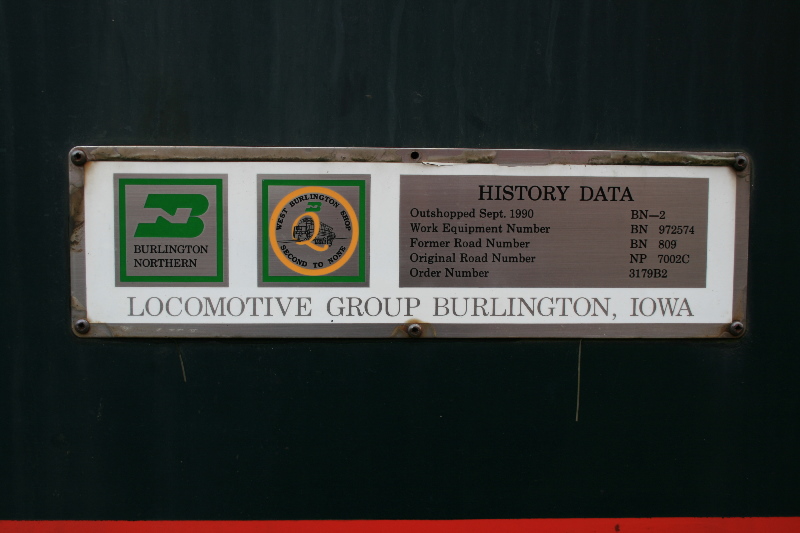 BURLINGTON
NORTHERN
WEST BURLINGTON SHOP
Q
SECOND TO NONE
HISTORY DATA
Outshopped Sept. 1990 BN—2
Work Equipment Number BN 972574
Former Road Number BN 809
Original Road Number NP 7002C
Order Number 3179B2
LOCOMOTIVE GROUP BURLINGTON, IOWA